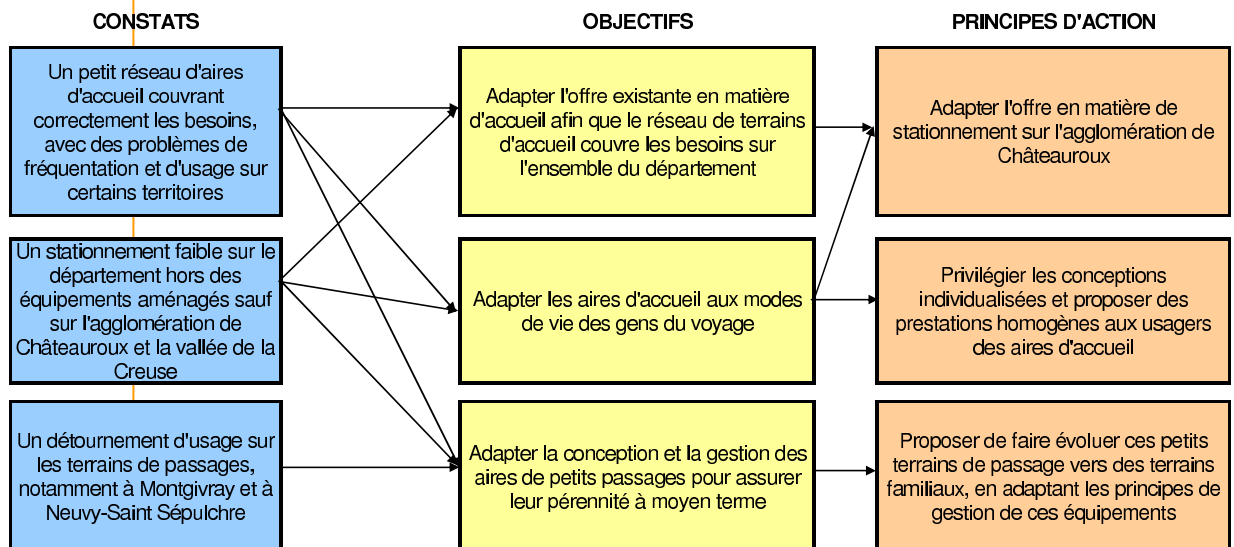 CONSTATS
OBJECTIFS
PRINCIPES D'ACTION
Un petit réseau d'aires
d'accueil couvrant
correctement les besoins,
avec des problèmes de
fréquentation et d'usage sur
certains territoires
Adapter l'offre existante en matière
d'accueil afin que le réseau de terrains
d'accueil couvre les besoins sur
l'ensemble du département
Adapter l'offre en matière de
stationnement sur l'agglomération de
Châteauroux
Un stationnement faible sur le
département hors des
équipements aménagés sauf
sur l'agglomération de
Châteauroux et la vallée de la
Creuse
Adapter les aires d'accueil aux modes
de vie des gens du voyage
Privilégier les conceptions
individualisées et proposer des
prestations homogènes aux usagers
des aires d'accueil
Un détournement d'usage sur
les terrains de passages,
notamment à Montgivray et à
Neuvy-Saint Sépulchre
Adapter la conception et la gestion des
aires de petits passages pour assurer
leur pérennité à moyen terme
Proposer de faire évoluer ces petits
terrains de passage vers des terrains
familiaux, en adaptant les principes de
gestion de ces équipements